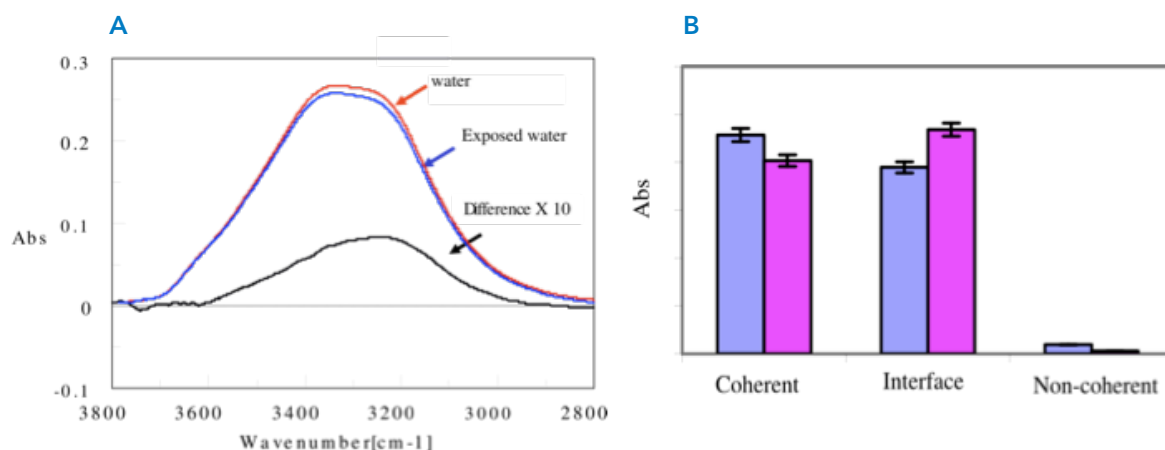 A
B
0.3
water
0.2
Exposed water
Difference X 10
0.1
Abs
0
-0.1
3800 3600 3400 3200 3000 2800
Wavenumber[cm-1]
Abs
Coherent Interface Non-coherent